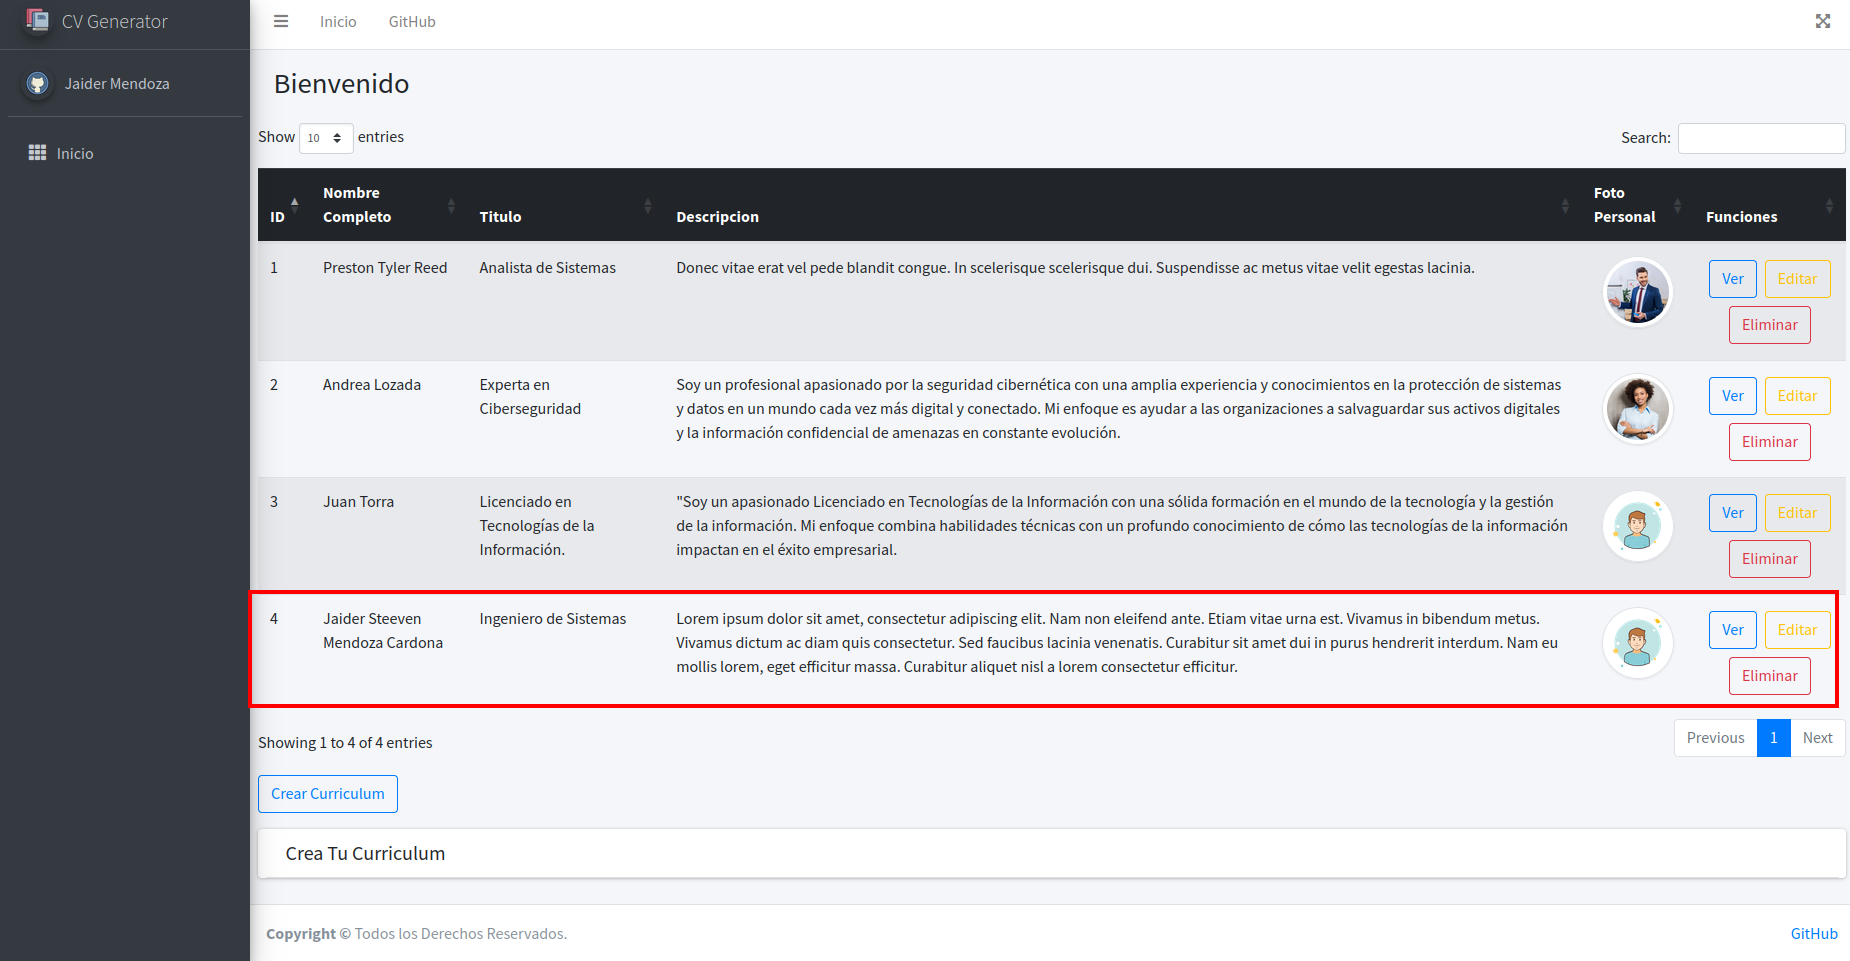 CV Generator
Inicio
GitHub
Jaider Mendoza
Inicio
Bienvenido
Show 10 entries
Search:
ID
Nombre
Completo
Titulo
Descripcion
Foto
Personal
Funciones
1
Preston Tyler Reed
Analista de Sistemas
Donec vitae erat vel pede blandit congue. In scelerisque scelerisque dui. Suspendisse ac metus vitae velit egestas lacinia.
Ver
Editar
Eliminar
2
Andrea Lozada
Experta en
Ciberseguridad
Soy un profesional apasionado por la seguridad cibernética con una amplia experiencia y conocimientos en la protección de sistemas
y datos en un mundo cada vez más digital y conectado. Mi enfoque es ayudar a las organizaciones a salvaguardar sus activos digitales
y la información confidencial de amenazas en constante evolución.
Ver
Editar
Eliminar
3
Juan Torra
Licenciado en
Tecnologías de la
Información.
"Soy un apasionado Licenciado en Tecnologías de la Información con una sólida formación en el mundo de la tecnología y la gestión
de la información. Mi enfoque combina habilidades técnicas con un profundo conocimiento de cómo las tecnologías de la información
impactan en el éxito empresarial.
Ver
Editar
Eliminar
4
Jaider Steeven
Mendoza Cardona
Ingeniero de Sistemas
Lorem ipsum dolor sit amet, consectetur adipiscing elit. Nam non eleifend ante. Etiam vitae urna est. Vivamus in bibendum metus.
Vivamus dictum ac diam quis consectetur. Sed faucibus lacinia venenatis. Curabitur sit amet dui in purus hendrerit interdum. Nam eu
mollis lorem, eget efficitur massa. Curabitur aliquet nisl a lorem consectetur efficitur.
Ver
Editar
Eliminar
Showing 1 to 4 of 4 entries
Previous
1
Next
Crear Curriculum
Crea Tu Curriculum
Copyright © Todos los Derechos Reservados.
GitHub